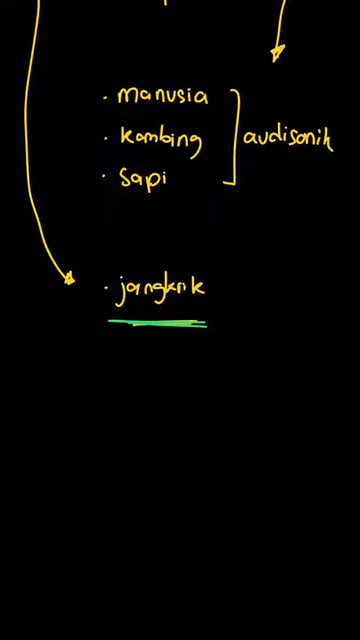 · manusia
· kambing
· sapi
audisonik
· jangkrik